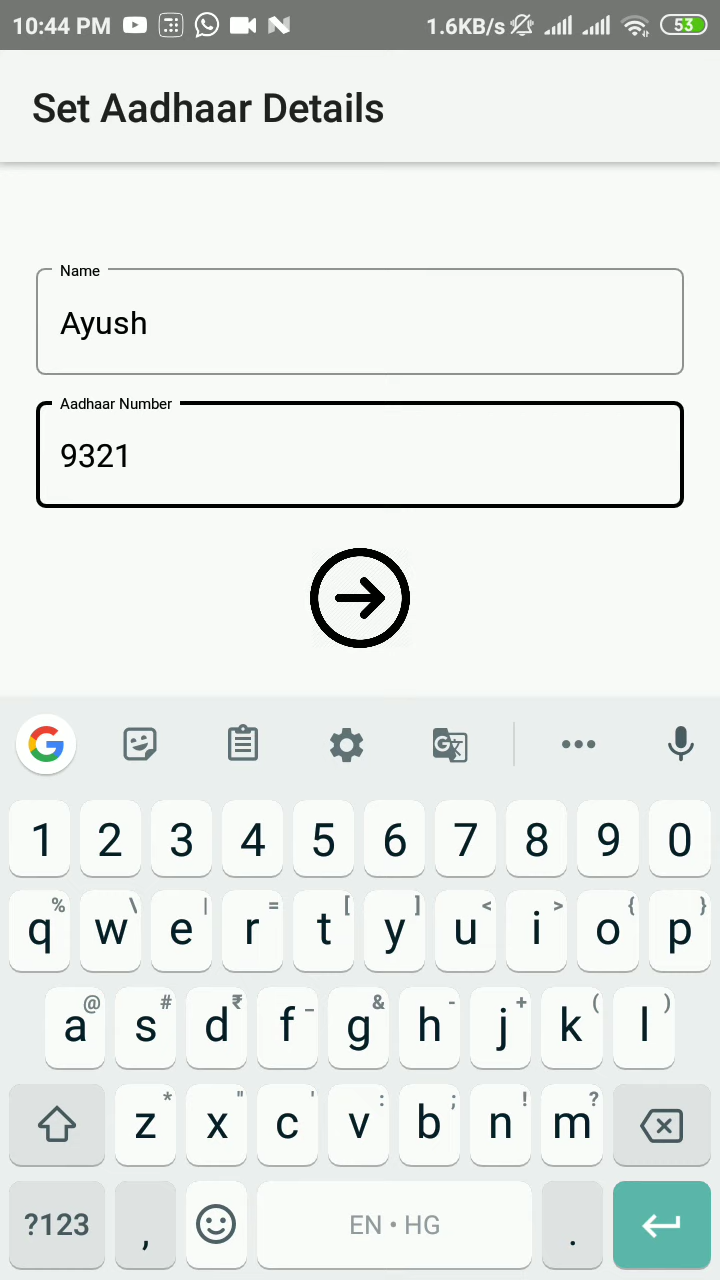 10:44 PM 1.6KB/s 53
Set Aadhaar Details
Name
Ayush
Aadhaar Number
9321
1 2 3 4 5 6 7 8 9 0
% \ | = [ ] < > { }
q w e r t y u i o p
@ # ₹ _ & - + ( )
a s d f g h j k l
* " ' : ; ! ?
z x c v b n m
?123 , EN • HG .